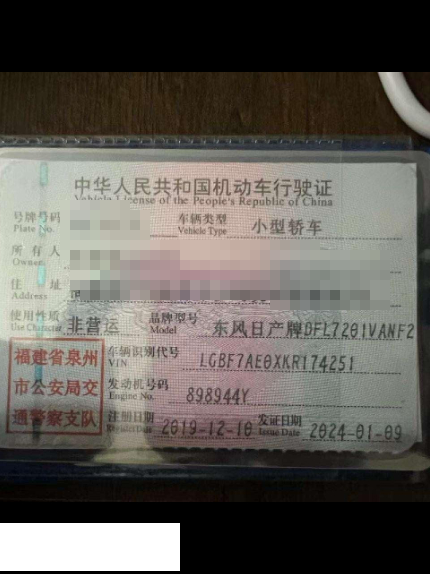 中华人民共和国机动车行驶证
Vehicle License of the People's Republic of China
号牌号码
Plate No.
车辆类型 小型轿车
Vehicle Type
所有人
Owner
住址
Address
使用性质 非营运
Use Character
品牌型号 东风日产牌DFL7201VANF2
Model
车辆识别代号 LGBF7AE0XKR174251
VIN
发动机号码 898944Y
Engine No.
注册日期 2019-12-10
发证日期 2024-01-09
Issue Date
福建省泉州
市公安局交
通警察支队